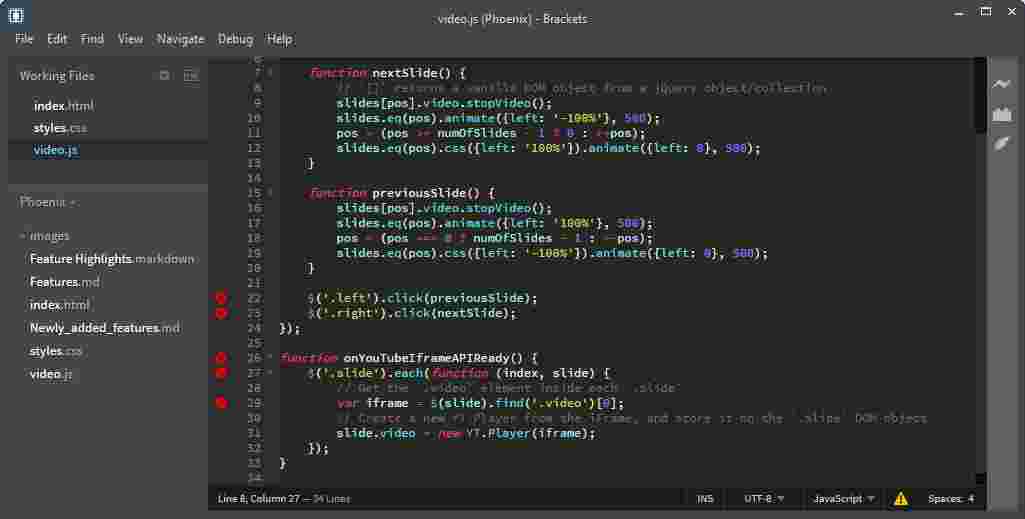 video.js (Phoenix) - Brackets
File Edit Find View Navigate Debug Help
Working Files
index.html
styles.css
video.js
Phoenix
images
Feature Highlights.markdown
Features.md
index.html
Newly_added_features.md
styles.css
video.js
6
7 function nextSlide() {
8 // `[]` returns a vanilla DOM object from a jQuery object/collection
9 slides[pos].video.stopVideo();
10 slides.eq(pos).animate({left: '-100%'}, 500);
11 pos = (pos >= numOfSlides - 1 ? 0 : ++pos);
12 slides.eq(pos).css({left: '100%'}).animate({left: 0}, 500);
13 }
14
15 function previousSlide() {
16 slides[pos].video.stopVideo();
17 slides.eq(pos).animate({left: '100%'}, 500);
18 pos = (pos === 0 ? numOfSlides - 1 : --pos);
19 slides.eq(pos).css({left: '-100%'}).animate({left: 0}, 500);
20 }
21
22 $('.left').click(previousSlide);
23 $('.right').click(nextSlide);
24 });
25
26 function onYouTubeIframeAPIReady() {
27 $('.slide').each(function (index, slide) {
28 // Get the `.video` element inside each `.slide`
29 var iframe = $(slide).find('.video')[0];
30 // Create a new YT.Player from the iFrame, and store it on the `.slide` DOM object
31 slide.video = new YT.Player(iframe);
32 });
33 }
34
Line 8, Column 27 — 34 Lines
INS UTF-8 JavaScript Spaces: 4